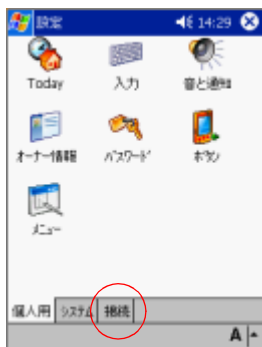 設定 14:29
Today 入力 音と通知
オーナー情報 パスワード ボタン
メニュー
個人用 システム 接続
A